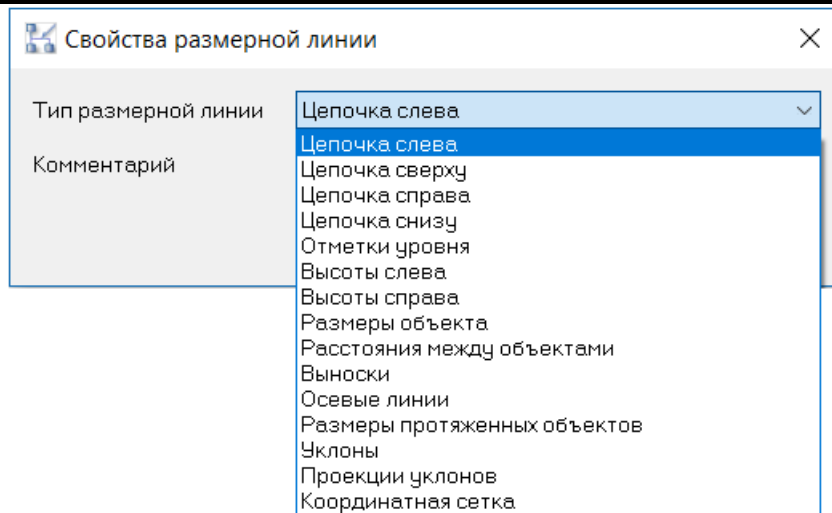 Свойства размерной линии
Тип размерной линии Цепочка слева
Цепочка слева
Комментарий
Цепочка сверху
Цепочка справа
Цепочка снизу
Отметки уровня
Высоты слева
Высоты справа
Размеры объекта
Расстояния между объектами
Выноски
Осевые линии
Размеры протяженных объектов
Уклоны
Проекции уклонов
Координатная сетка